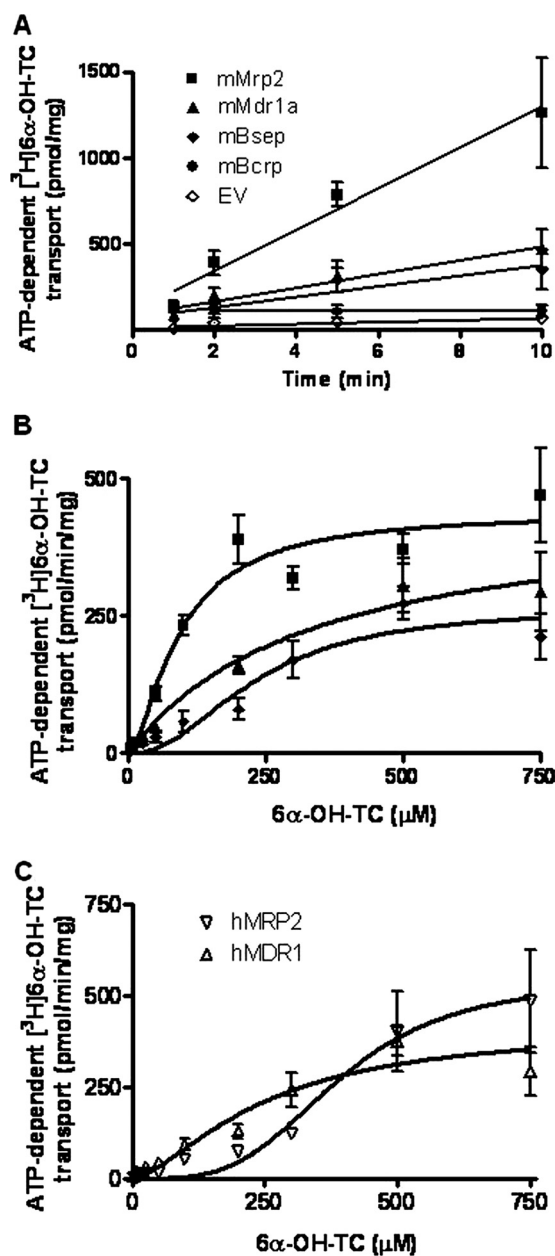 A
ATP-dependent [³H]6α-OH-TC
transport (pmol/mg)
1500
1000
500
mMrp2
mMdr1a
mBsep
mBcrp
EV
0 2 4 6 8 10
Time (min)
B
ATP-dependent [³H]6α-OH-TC
transport (pmol/min/mg)
500
250
0
0 250 500 750
6α-OH-TC (µM)
C
ATP-dependent [³H]6α-OH-TC
transport (pmol/min/mg)
750
500
250
0
hMRP2
hMDR1
0 250 500 750
6α-OH-TC (µM)